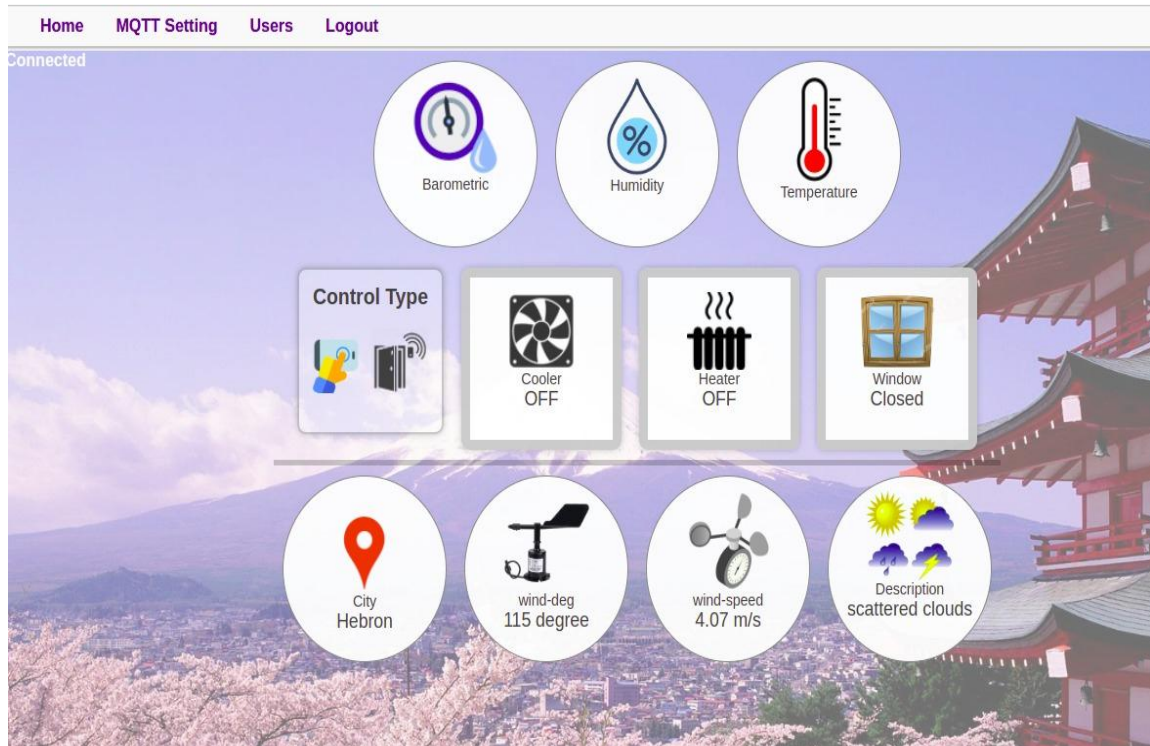 Home MQTT Setting Users Logout
Connected
Barometric
Humidity
%
Temperature
Control Type
Cooler
OFF
Heater
OFF
Window
Closed
City
Hebron
wind-deg
115 degree
wind-speed
4.07 m/s
Description
scattered clouds